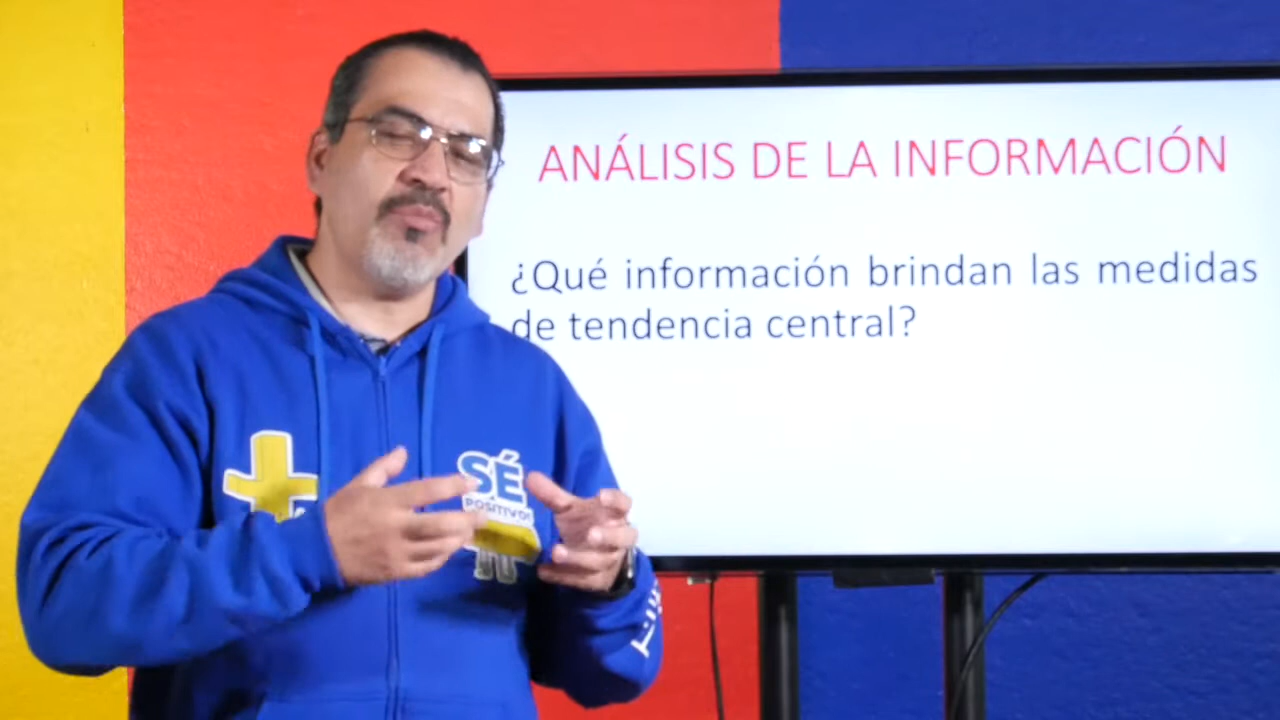 ANÁLISIS DE LA INFORMACIÓN
¿Qué información brindan las medidas
de tendencia central?
SÉ
POSITIVO!